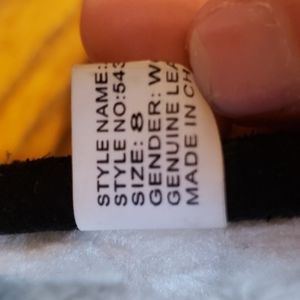 STYLE NAME:
STYLE NO:543
SIZE: 8
GENDER: W
GENUINE LEA
MADE IN CH